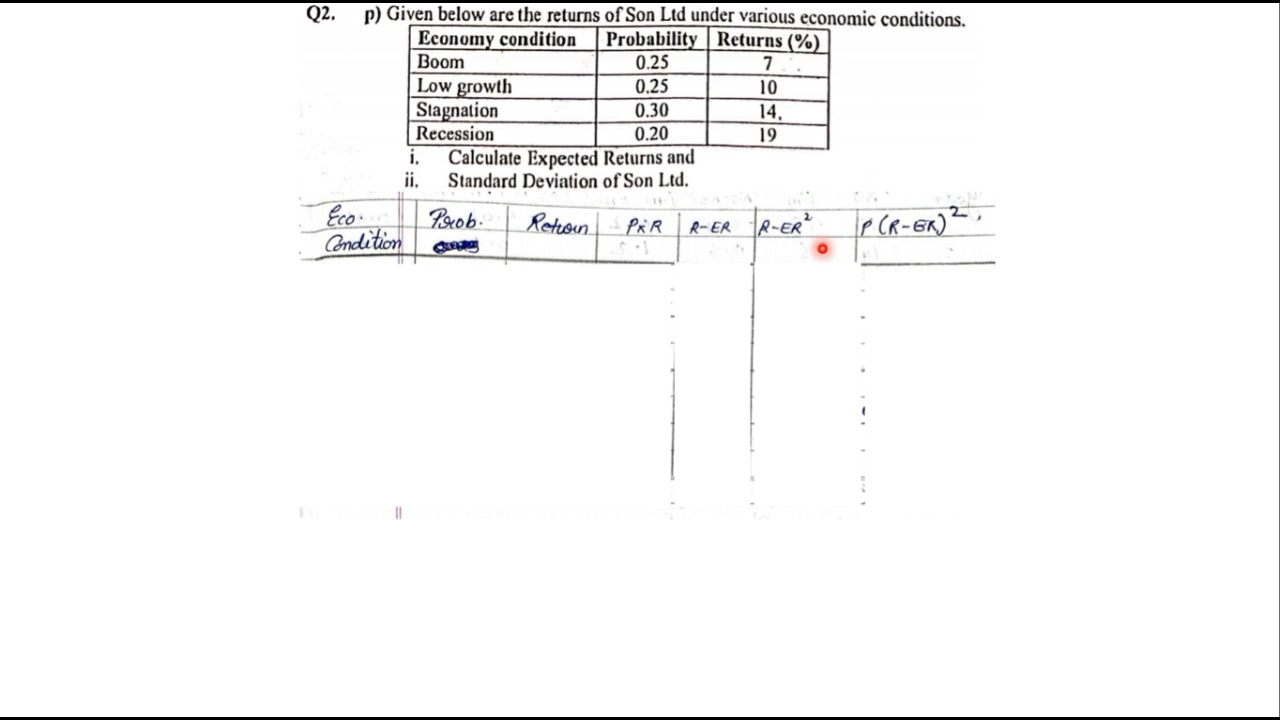 Q2. p) Given below are the returns of Son Ltd under various economic conditions.
Economy condition Probability Returns (%)
Boom 0.25 7
Low growth 0.25 10
Stagnation 0.30 14,
Recession 0.20 19
i. Calculate Expected Returns and
ii. Standard Deviation of Son Ltd.
Eco Prob. Return PxR R-ER R-ER² P(R-ER)²
Condition